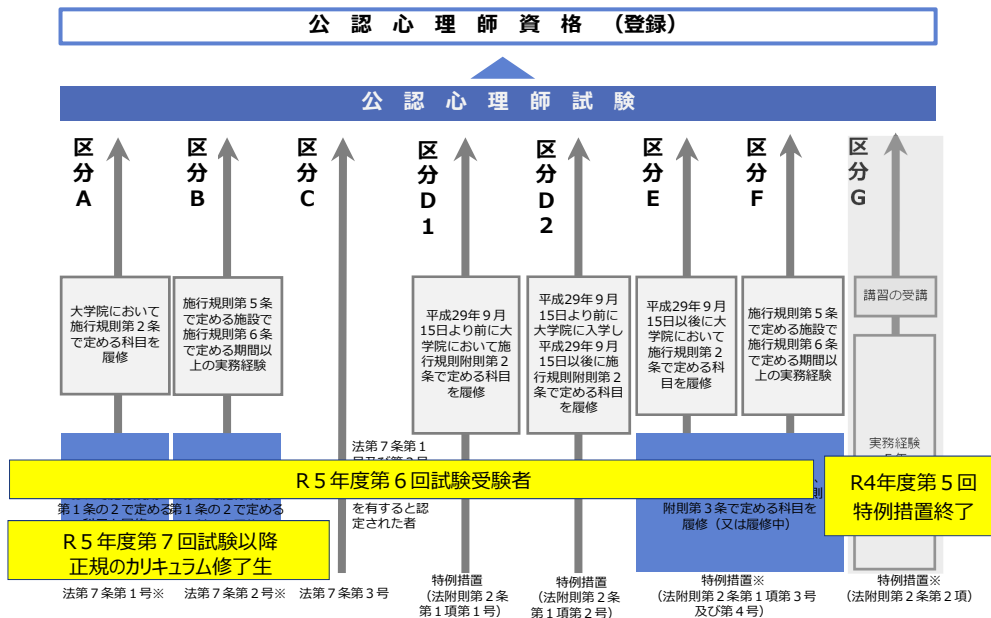 公認心理師資格（登録）
公認心理師試験
区分A
区分B
区分C
区分D1
区分D2
区分E
区分F
区分G
大学院において
施行規則第２条
で定める科目を
履修
施行規則第５条
で定める施設で
施行規則第６条
で定める期間以
上の実務経験
平成29年９月
15日より前に大
学院において施
行規則附則第２
条で定める科目
を履修
平成29年９月
15日より前に
大学院に入学し
平成29年９月
15日以後に施
行規則附則第２
条で定める科目
を履修
平成29年９月
15日以後に大
学院において
施行規則第２
条で定める科
目を履修
施行規則第５条
で定める施設で
施行規則第６条
で定める期間以
上の実務経験
講習の受講
実務経験
法第７条第１
を有すると認
定された者
R５年度第６回試験受験者
R4年度第５回
特例措置終了
第１条の２で定める
第１条の２で定める
附則第３条で定める科目を
履修（又は履修中）
R５年度第７回試験以降
正規のカリキュラム修了生
法第７条第１号※
法第７条第２号※
法第７条第３号
特例措置
（法附則第２条
第１項第１号）
特例措置
（法附則第２条
第１項第２号）
特例措置※
（法附則第２条第１項第３号
及び第４号）
特例措置※
（法附則第２条第２項）